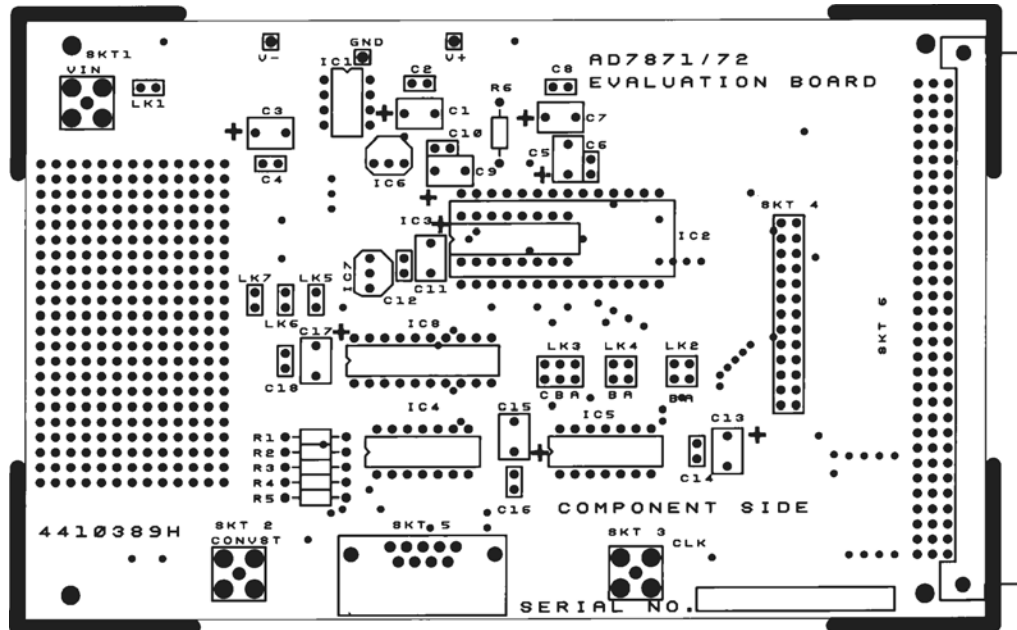 SKT1
VIN
LK1
V-
GND
V+
IC1
C2
C1
C3
C4
IC6
C10
C9
R6
C8
C7
C5
C6
AD7871/72
EVALUATION BOARD
IC3
IC2
SKT 4
SKT 6
LK7
LK6
LK5
IC7
C12
C11
C17
C18
IC8
LK3
LK4
LK2
CBA
BA
BA
IC4
C15
IC5
C13
C14
C16
R1
R2
R3
R4
R5
COMPONENT SIDE
4410389H
SKT 2
CONVST
SKT 5
SKT 3
CLK
SERIAL NO.